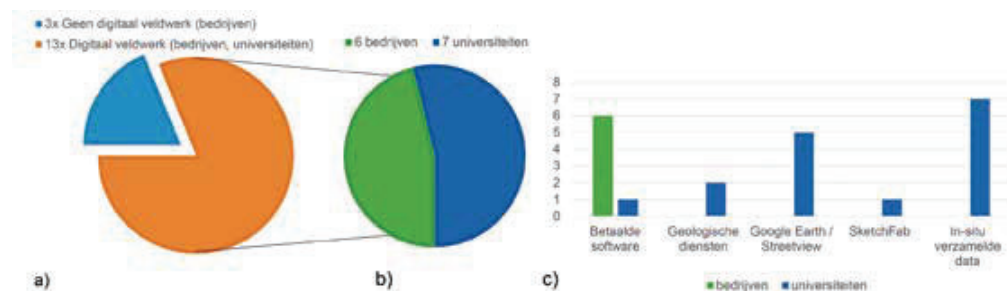 3x Geen digitaal veldwerk (bedrijven)
13x Digitaal veldwerk (bedrijven, universiteiten)
6 bedrijven 7 universiteiten
a)
b)
8
7
6
5
4
3
2
1
0
Betaalde software
Geologische diensten
Google Earth / Streetview
SketchFab
In-situ verzamelde data
c)
bedrijven universiteiten